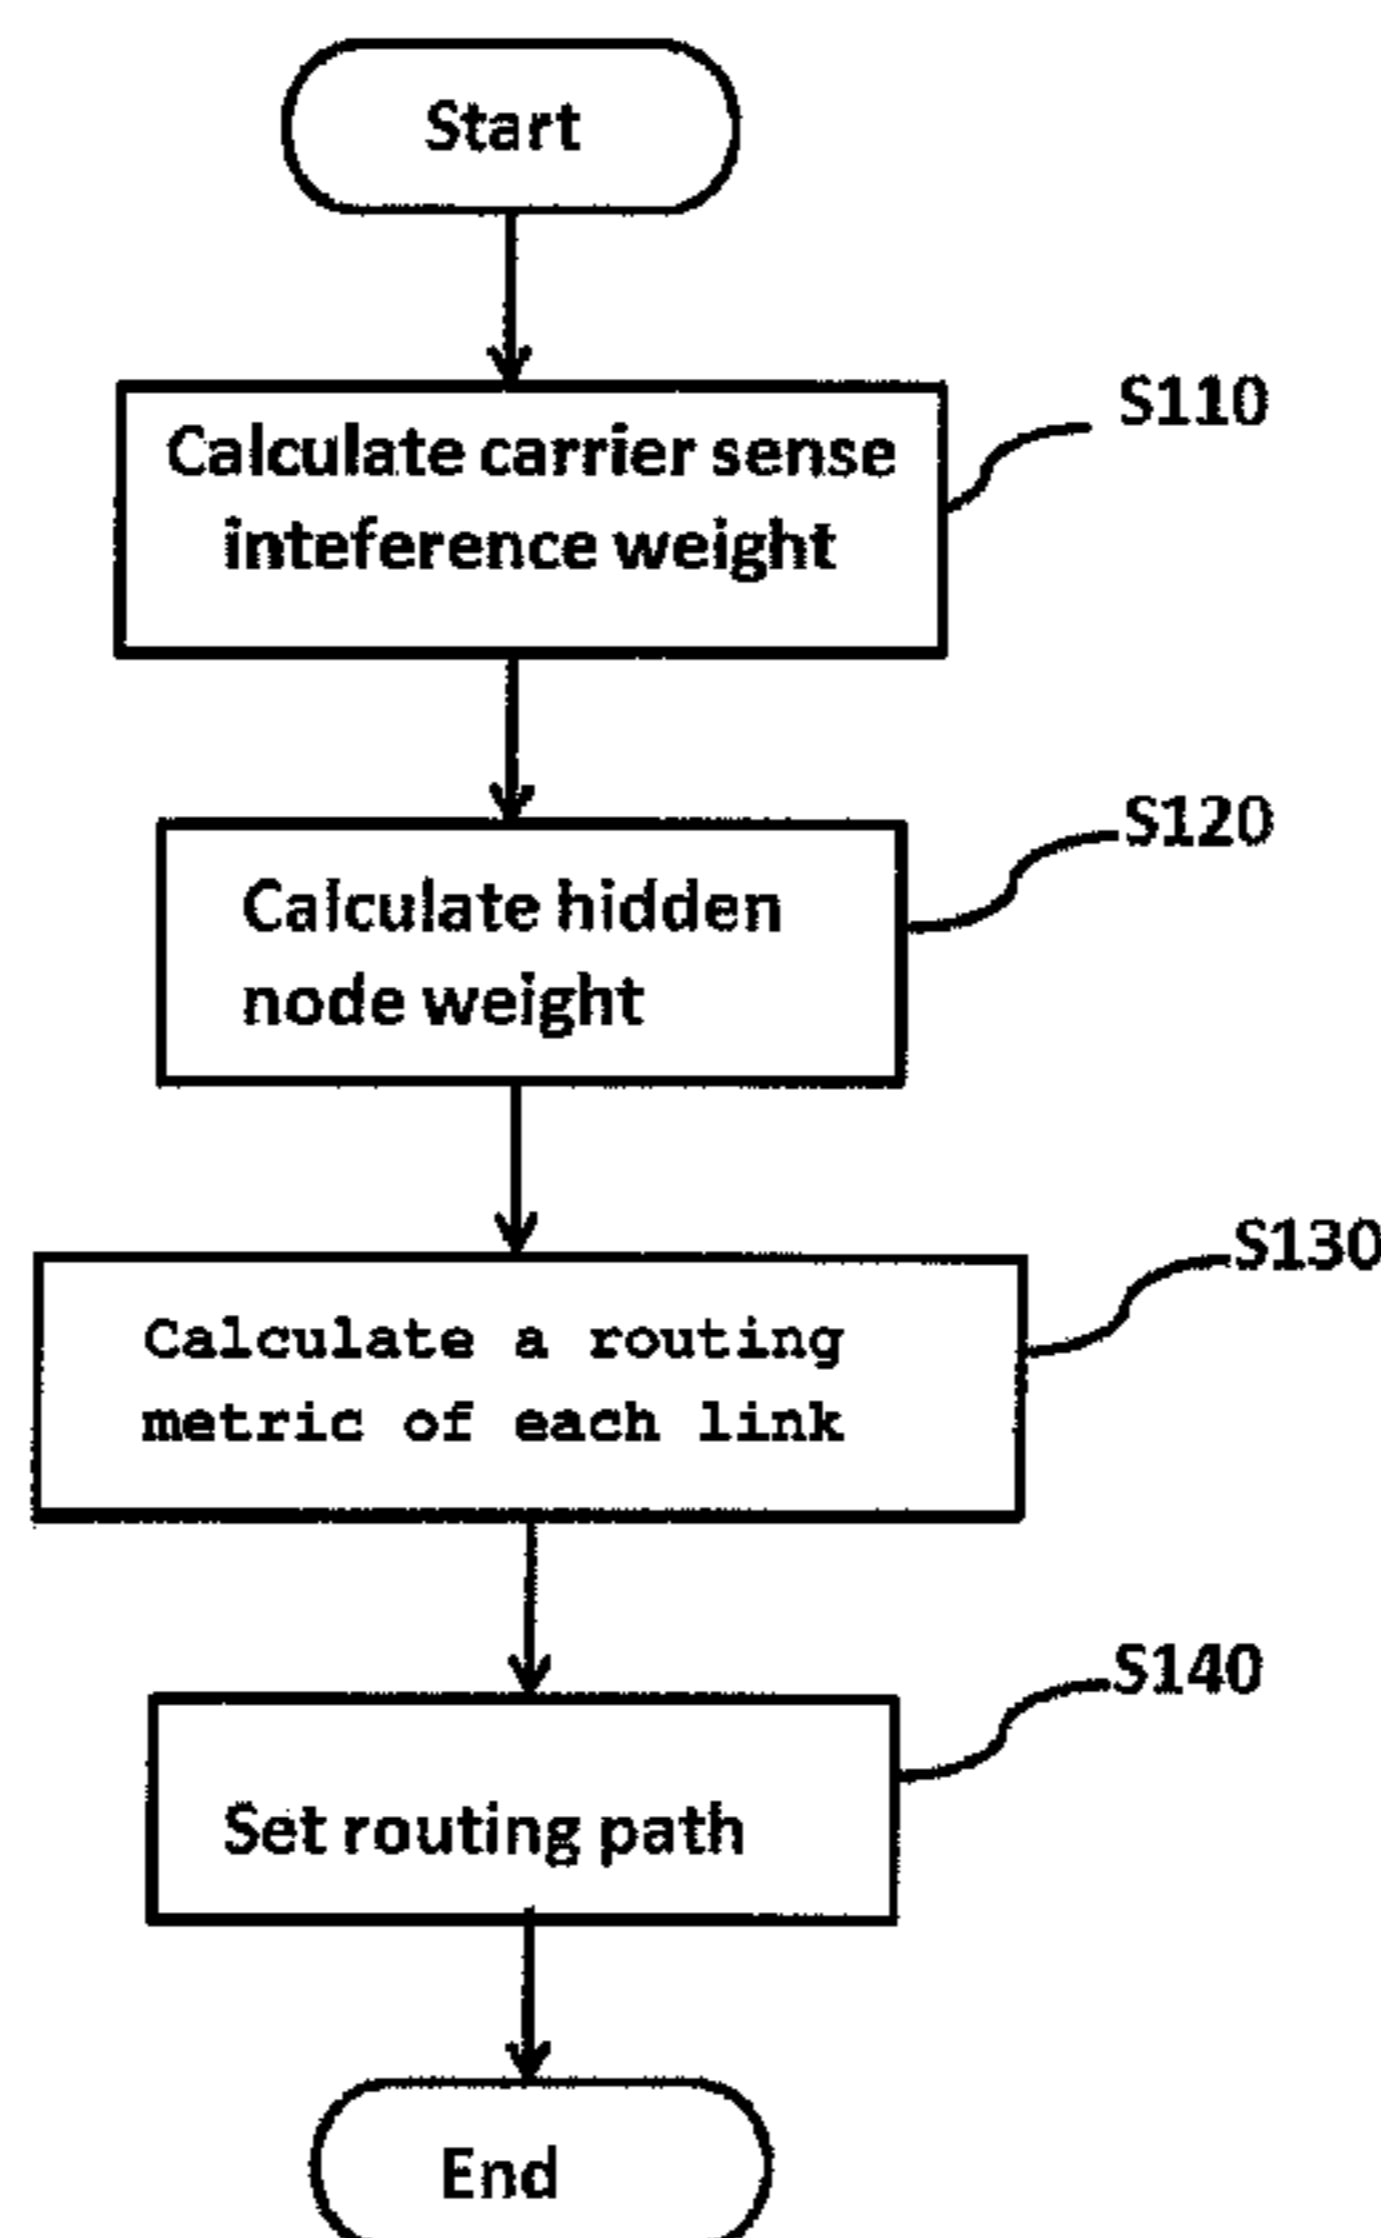 Start
S110
Calculate carrier sense
inteference weight
S120
Calculate hidden
node weight
S130
Calculate a routing
metric of each link
S140
Set routing path
End